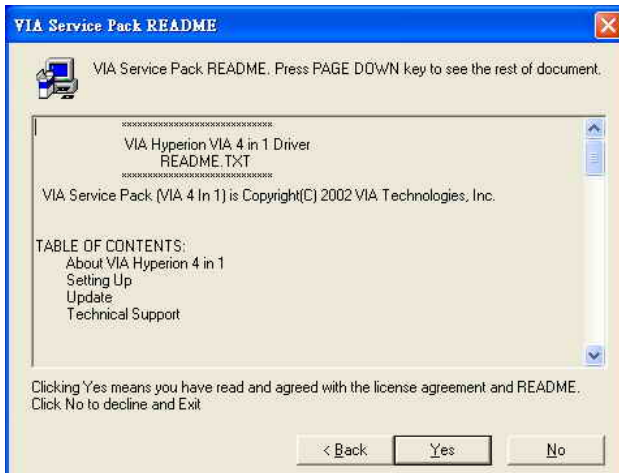 VIA Service Pack README
VIA Service Pack README. Press PAGE DOWN key to see the rest of document.
××××××××××××××××××××××××××××
VIA Hyperion VIA 4 in 1 Driver
README.TXT
××××××××××××××××××××××××××××
VIA Service Pack (VIA 4 In 1) is Copyright(C) 2002 VIA Technologies, Inc.
TABLE OF CONTENTS:
About VIA Hyperion 4 in 1
Setting Up
Update
Technical Support
Clicking Yes means you have read and agreed with the license agreement and README.
Click No to decline and Exit
< Back
Yes
No